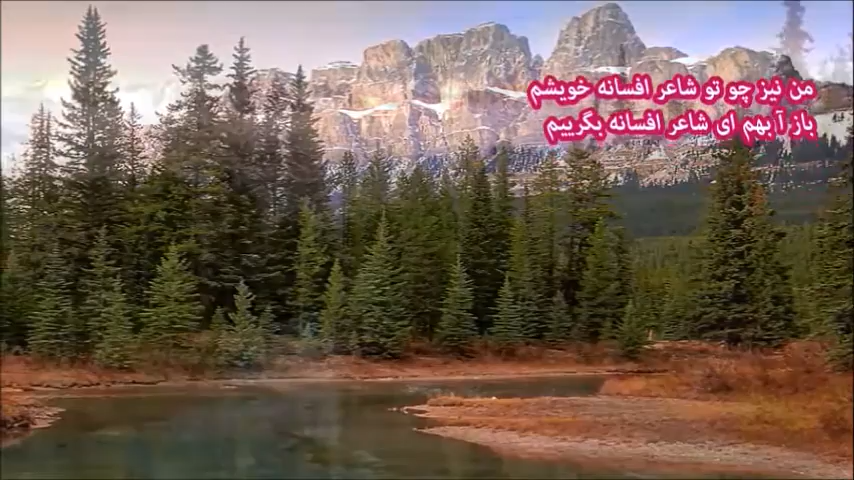 من نیز چو تو شاعر افسانه خویشم
باز آ بهم ای شاعر افسانه بگرییم